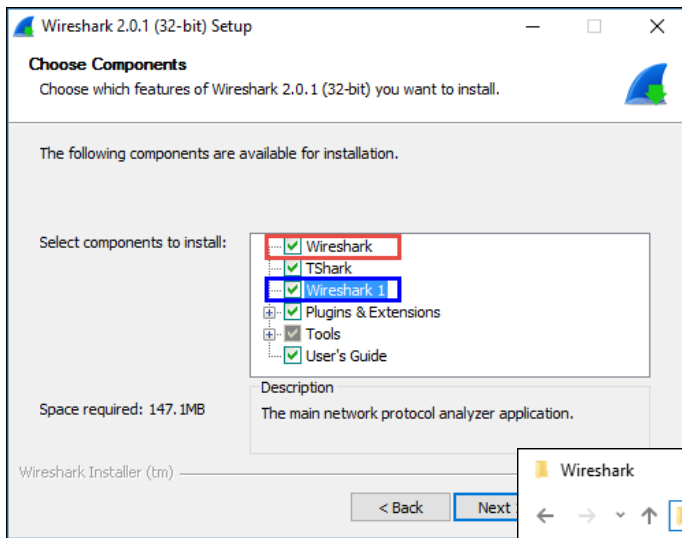 Wireshark 2.0.1 (32-bit) Setup
Choose Components
Choose which features of Wireshark 2.0.1 (32-bit) you want to install.
The following components are available for installation.
Select components to install:
Wireshark
TShark
Wireshark 1
Plugins & Extensions
Tools
User's Guide
Space required: 147.1MB
Description
The main network protocol analyzer application.
Wireshark Installer (tm)
< Back
Next
Wireshark